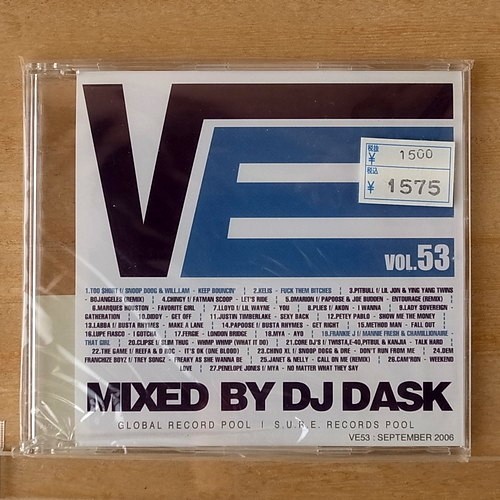 VE
VOL.53
税抜 ¥ 1500
税込 ¥ 1575
1.TOO SHORT f/ SNOOP DOGG & WILL.I.AM - KEEP BOUNCIN' ¦ 2.KELIS - FUCK THEM BITCHES ¦ 3.PITBULL f/ LIL JON & YING YANG TWINS
- BOJANGELES (REMIX) ¦ 4.CHINGY f/ FATMAN SCOOP - LET'S RIDE ¦ 5.OMARION f/ PAPOOSE & JOE BUDDEN - ENTOURAGE (REMIX)
¦ 6.MARQUES HOUSTON - FAVORITE GIRL ¦ 7.LLOYD f/ LIL WAYNE - YOU ¦ 8.PLIES f/ AKON - I WANNA ¦ 9.LADY SOVEREIGN -
GATHERATION ¦ 10.DIDDY - GET OFF ¦ 11.JUSTIN TIMBERLAKE - SEXY BACK ¦ 12.PETEY PABLO - SHOW ME THE MONEY
13.LABBA f/ BUSTA RHYMES - MAKE A LANE ¦ 14.PAPOOSE f/ BUSTA RHYMES - GET RIGHT ¦ 15.METHOD MAN - FALL OUT
16.LUPE FIASCO - I GOTCHA ¦ 17.FERGIE - LONDON BRIDGE ¦ 18.MYA - AYO ¦ 19.FRANKIE J f/ MANNIE FRESH & CHAMILLIONAIRE -
THAT GIRL ¦ 20.CLIPSE f/ SLIM THUG - WHMP WHMP (WHAT IT DO) ¦ 21.CORE DJ'S f/ TWISTA,E-40,PITBUL & KANJIA - TALK HARD
22.THE GAME f/ REEFA & D ROC - IT'S OK (ONE BLOOD) ¦ 23.CHINO XL f/ SNOOP DOGG & DRE - DON'T RUN FROM ME ¦ 24.DEM
FRANCHIZE BOYZ f/ TREY SONGZ - FREAKY AS SHE WANNA BE ¦ 25.JANET & NELLY - CALL ON ME (REMIX) ¦ 26.CAM'RON - WEEKEND
LOVE ¦ 27.PENELOPE JONES f/ MYA - NO MATTER WHAT THEY SAY
MIXED BY DJ DASK
GLOBAL RECORD POOL | S.U.R.E. RECORDS POOL
VE53 : SEPTEMBER 2006